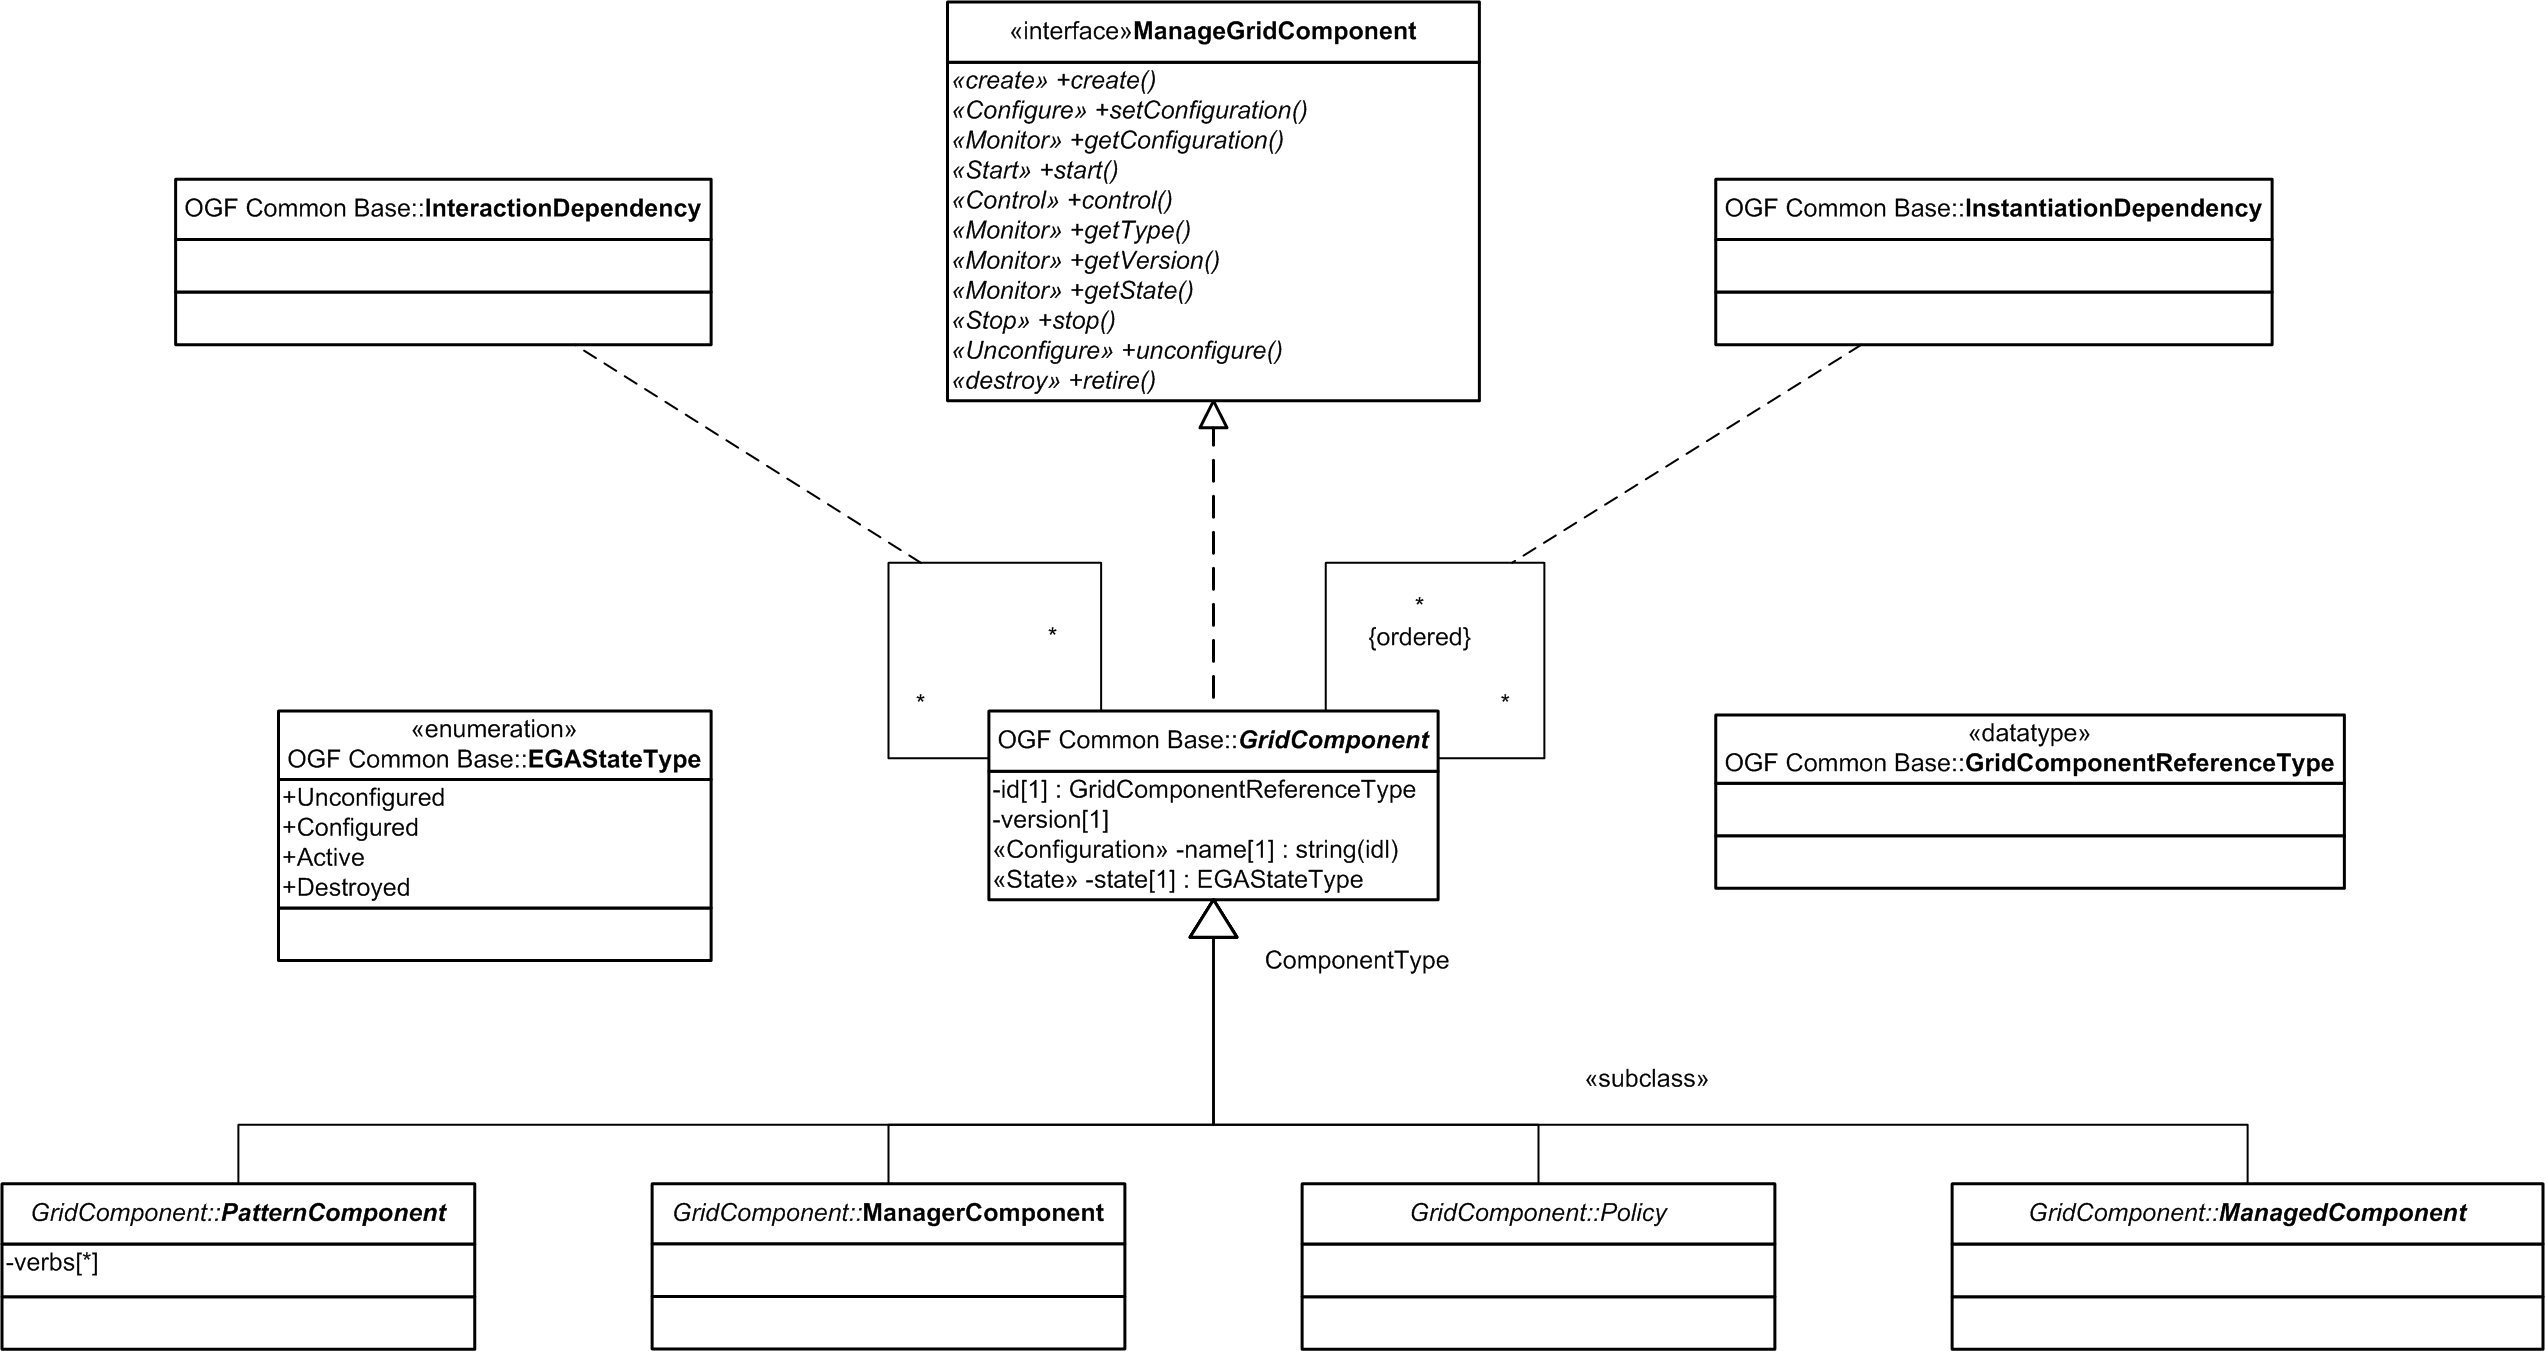 «interface»ManageGridComponent
«create» +create()
«Configure» +setConfiguration()
«Monitor» +getConfiguration()
«Start» +start()
«Control» +control()
«Monitor» +getType()
«Monitor» +getVersion()
«Monitor» +getState()
«Stop» +stop()
«Unconfigure» +unconfigure()
«destroy» +retire()
OGF Common Base::InteractionDependency
OGF Common Base::InstantiationDependency
*
*
*
{ordered}
*
«enumeration»
OGF Common Base::EGAStateType
+Unconfigured
+Configured
+Active
+Destroyed
OGF Common Base::GridComponent
-id[1] : GridComponentReferenceType
-version[1]
«Configuration» -name[1] : string(idl)
«State» -state[1] : EGAStateType
«datatype»
OGF Common Base::GridComponentReferenceType
ComponentType
«subclass»
GridComponent::PatternComponent
-verbs[*]
GridComponent::ManagerComponent
GridComponent::Policy
GridComponent::ManagedComponent